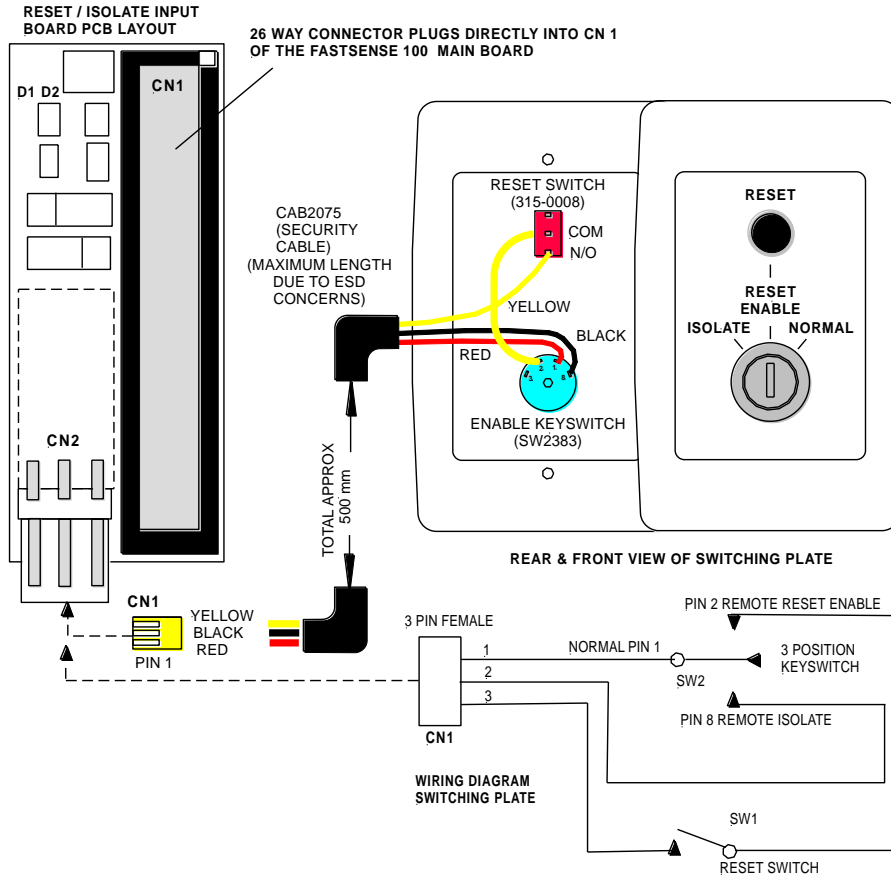 RESET / ISOLATE INPUT
BOARD PCB LAYOUT
26 WAY CONNECTOR PLUGS DIRECTLY INTO CN 1
OF THE FASTSENSE 100 MAIN BOARD
D1 D2
CN1
CN2
CAB2075
(SECURITY
CABLE)
(MAXIMUM LENGTH
DUE TO ESD
CONCERNS)
RESET SWITCH
(315-0008)
COM
N/O
YELLOW
BLACK
RED
3
2
1
8
ENABLE KEYSWITCH
(SW2383)
RESET
RESET
ENABLE
ISOLATE
NORMAL
TOTAL APPROX
500 mm
REAR & FRONT VIEW OF SWITCHING PLATE
CN1
YELLOW
BLACK
RED
PIN 1
3 PIN FEMALE
1
2
3
CN1
NORMAL PIN 1
SW2
PIN 2 REMOTE RESET ENABLE
3 POSITION
KEYSWITCH
PIN 8 REMOTE ISOLATE
WIRING DIAGRAM
SWITCHING PLATE
SW1
RESET SWITCH